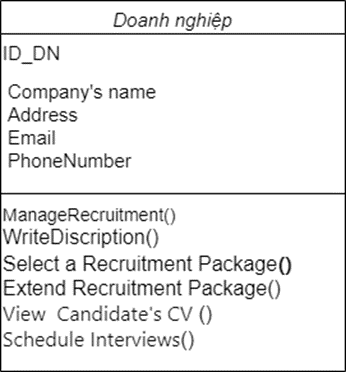 Doanh nghiệp
ID_DN
Company's name
Address
Email
PhoneNumber
ManageRecruitment()
WriteDiscription()
Select a Recruitment Package()
Extend Recruitment Package()
View  Candidate's CV ()
Schedule Interviews()